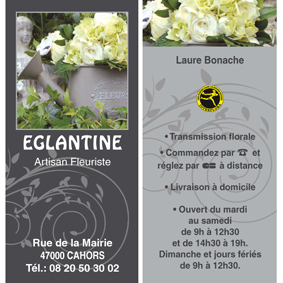 FLEURS
EGLANTINE
Artisan Fleuriste
Rue de la Mairie
47000 CAHORS
Tél.: 08 20 50 30 02
Laure Bonache
• Transmission florale
• Commandez par ☎ et
réglez par à distance
• Livraison à domicile
• Ouvert du mardi
au samedi
de 9h à 12h30
et de 14h30 à 19h.
Dimanche et jours fériés
de 9h à 12h30.